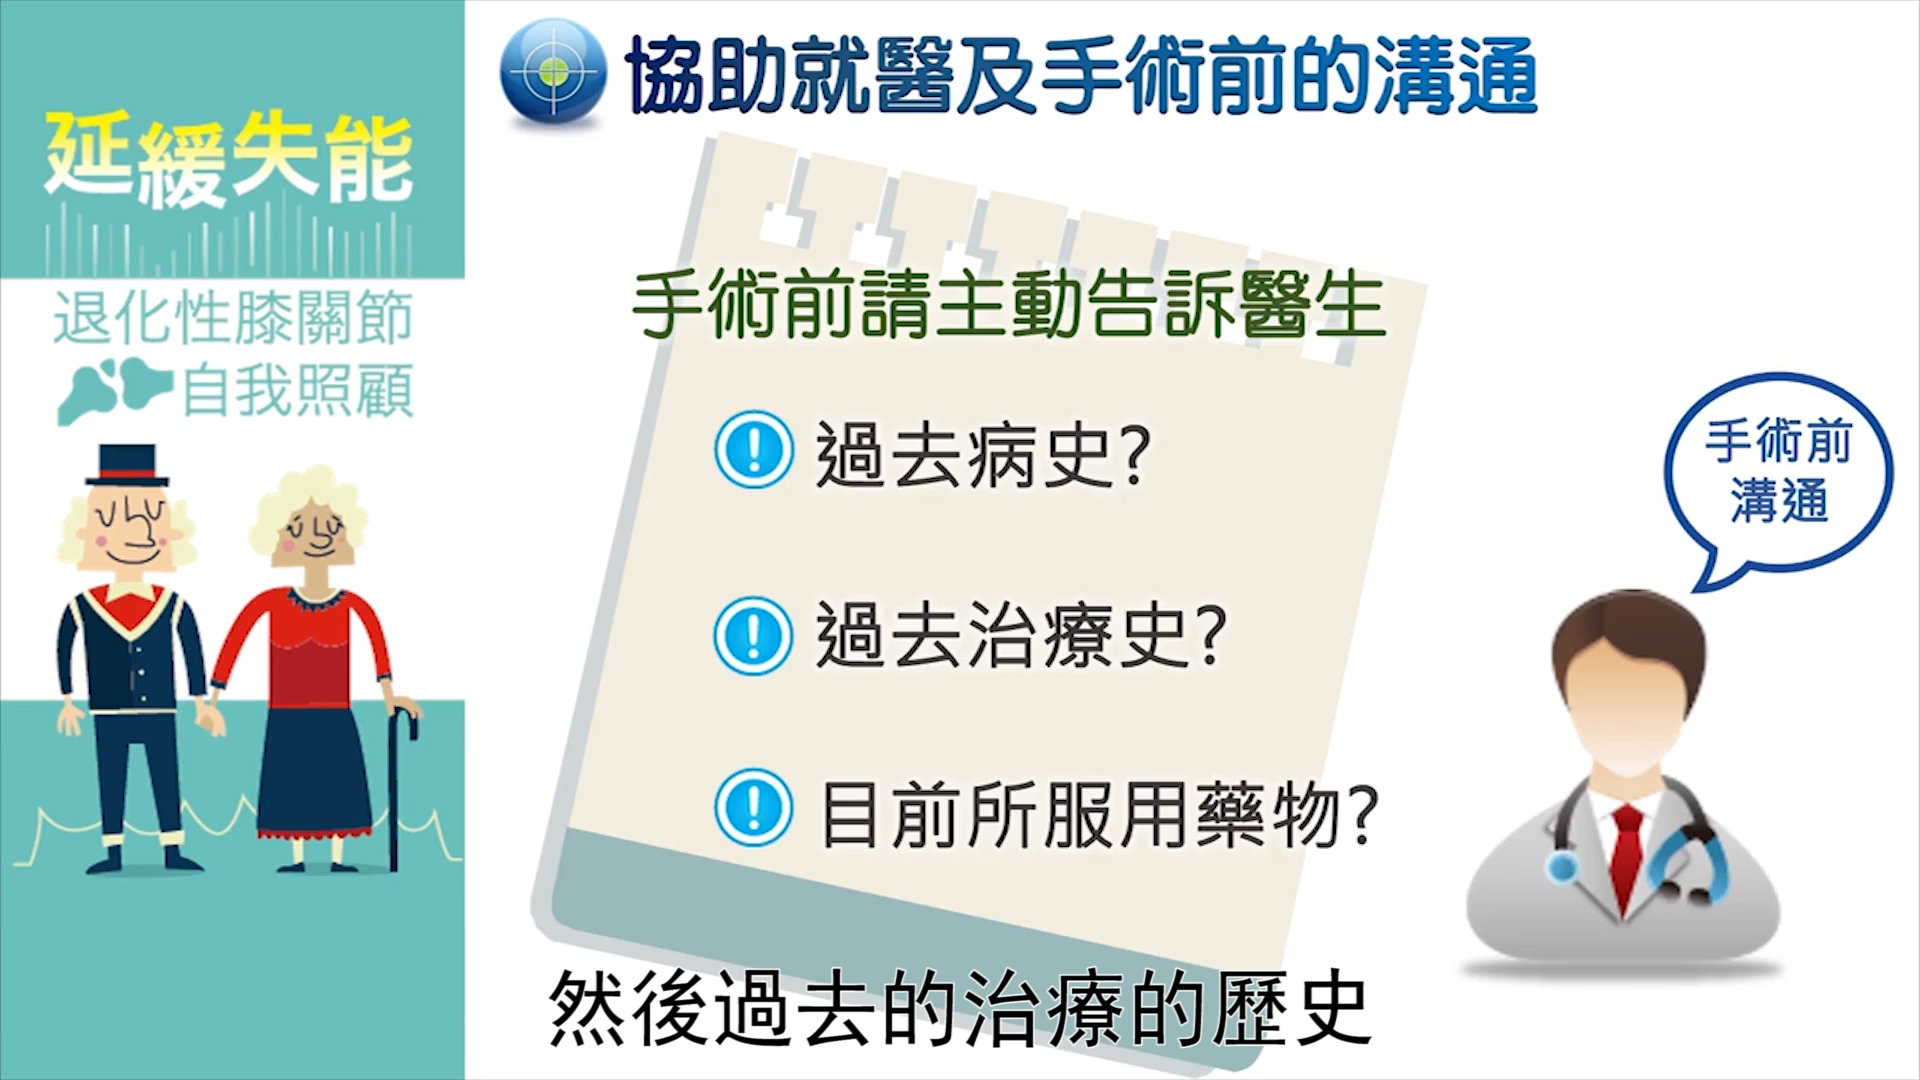 延緩失能
退化性膝關節
自我照顧
協助就醫及手術前的溝通
手術前請主動告訴醫生
過去病史?
過去治療史?
目前所服用藥物?
手術前
溝通
然後過去的治療的歷史